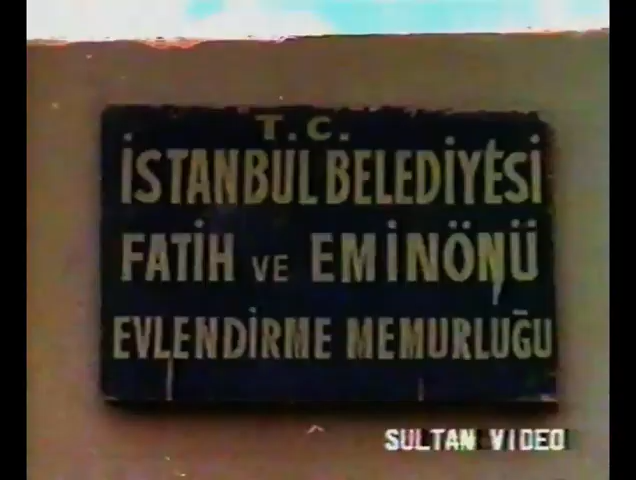 T.C.
İSTANBUL BELEDİYESİ
FATİH VE EMİNÖNÜ
EVLENDİRME MEMURLUĞU
SULTAN VIDEO